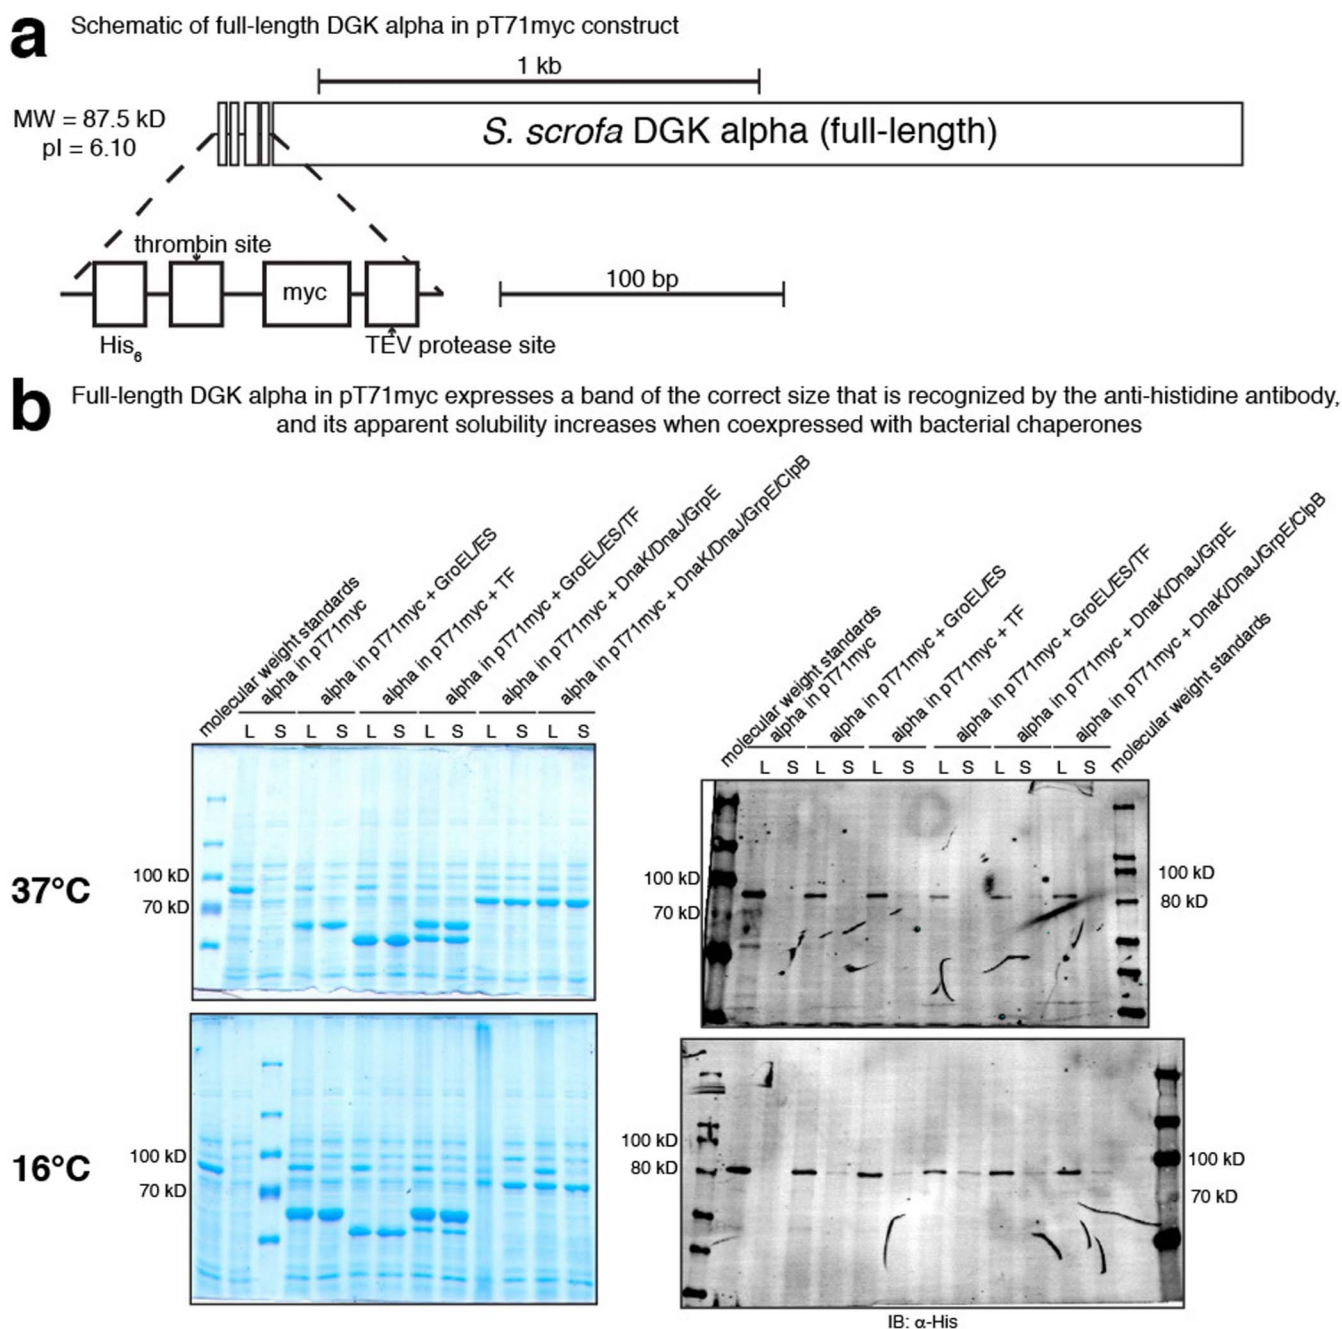 a Schematic of full-length DGK alpha in pT71myc construct
1 kb
MW = 87.5 kD
pI = 6.10
S. scrofa DGK alpha (full-length)
thrombin site
myc
100 bp
His6
TEV protease site
b Full-length DGK alpha in pT71myc expresses a band of the correct size that is recognized by the anti-histidine antibody,
and its apparent solubility increases when coexpressed with bacterial chaperones
molecular weight standards
alpha in pT71myc
alpha in pT71myc + GroEL/ES
alpha in pT71myc + TF
alpha in pT71myc + GroEL/ES/TF
alpha in pT71myc + DnaK/DnaJ/GrpE
alpha in pT71myc + DnaK/DnaJ/GrpE/ClpB
L S L S L S L S L S L S
molecular weight standards
alpha in pT71myc
alpha in pT71myc + GroEL/ES
alpha in pT71myc + TF
alpha in pT71myc + GroEL/ES/TF
alpha in pT71myc + DnaK/DnaJ/GrpE
alpha in pT71myc + DnaK/DnaJ/GrpE/ClpB
molecular weight standards
L S L S L S L S L S L S
37°C
100 kD
70 kD
100 kD
70 kD
100 kD
80 kD
16°C
100 kD
70 kD
100 kD
80 kD
100 kD
70 kD
IB: α-His